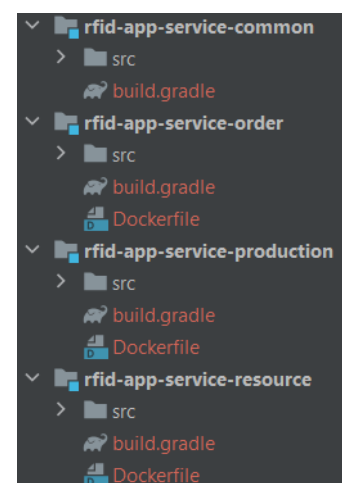 rfid-app-service-common
src
build.gradle
rfid-app-service-order
src
build.gradle
Dockerfile
rfid-app-service-production
src
build.gradle
Dockerfile
rfid-app-service-resource
src
build.gradle
Dockerfile